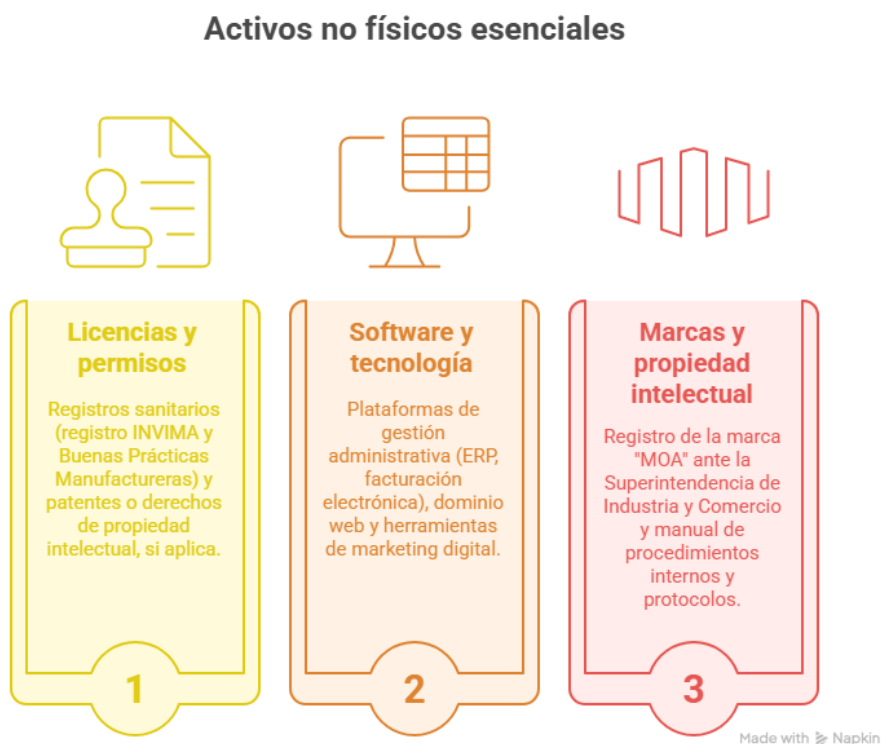 Activos no físicos esenciales
Licencias y
permisos
Registros sanitarios
(registro INVIMA y
Buenas Prácticas
Manufactureras) y
patentes o derechos
de propiedad
intelectual, si aplica.
1
Software y
tecnología
Plataformas de
gestión
administrativa (ERP,
facturación
electrónica), dominio
web y herramientas
de marketing digital.
2
Marcas y
propiedad
intelectual
Registro de la marca
"MOA" ante la
Superintendencia de
Industria y Comercio
y manual de
procedimientos
internos y
protocolos.
3
Made with Napkin